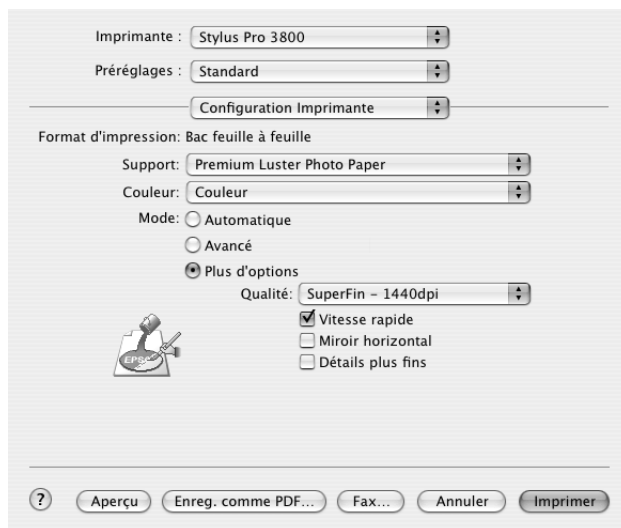 Imprimante : Stylus Pro 3800
Préréglages : Standard
Configuration Imprimante
Format d'impression: Bac feuille à feuille
Support: Premium Luster Photo Paper
Couleur: Couleur
Mode: Automatique
Avancé
Plus d'options
Qualité: SuperFin – 1440dpi
Vitesse rapide
Miroir horizontal
Détails plus fins
EPSO
? Aperçu Enreg. comme PDF... Fax... Annuler Imprimer